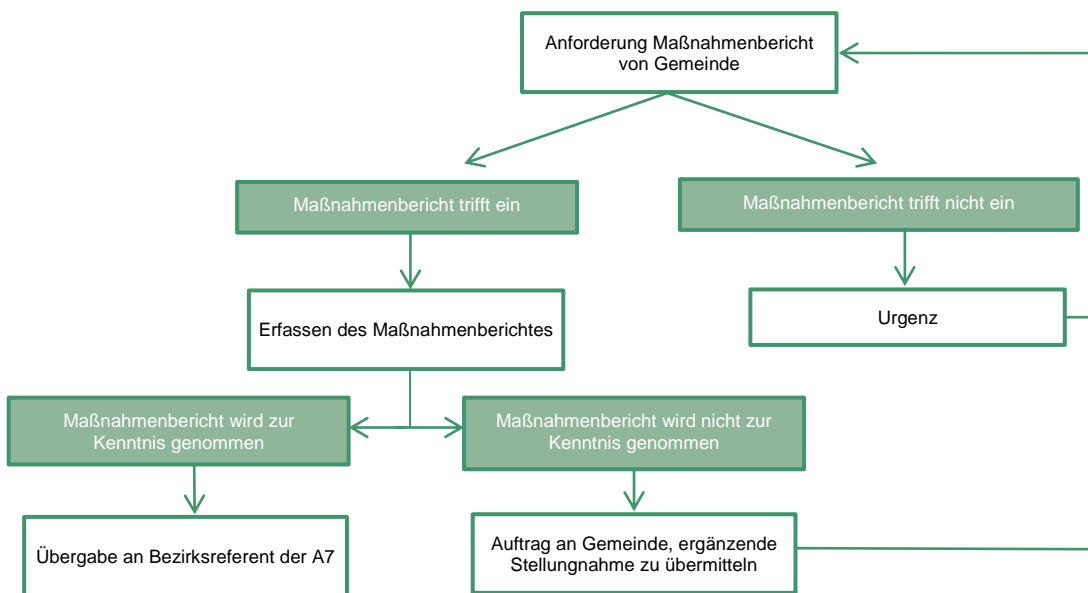 Anforderung Maßnahmenbericht
von Gemeinde
Maßnahmenbericht trifft ein
Maßnahmenbericht trifft nicht ein
Erfassen des Maßnahmenberichtes
Urgenz
Maßnahmenbericht wird zur
Kenntnis genommen
Maßnahmenbericht wird nicht zur
Kenntnis genommen
Übergabe an Bezirksreferent der A7
Auftrag an Gemeinde, ergänzende
Stellungnahme zu übermitteln